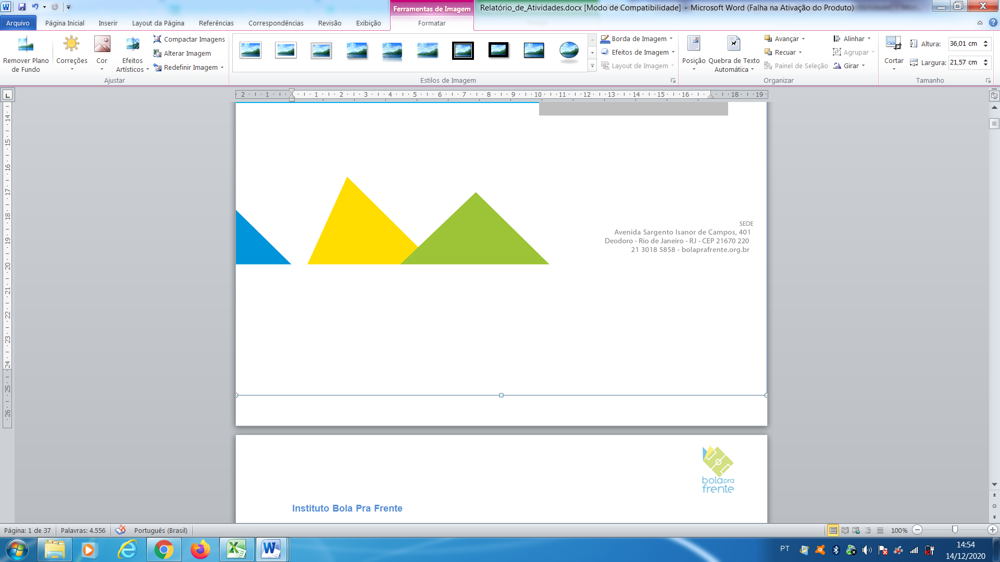 Ferramentas de Imagem
Relatório_de_Atividades.docx [Modo de Compatibilidade] - Microsoft Word (Falha na Ativação do Produto)
Arquivo
Página Inicial
Inserir
Layout da Página
Referências
Correspondências
Revisão
Exibição
Formatar
Remover Plano
de Fundo
Correções
Cor
Efeitos
Artísticos
Compactar Imagens
Alterar Imagem
Redefinir Imagem
Ajustar
Estilos de Imagem
Borda de Imagem
Efeitos de Imagem
Layout de Imagem
Posição
Quebra de Texto
Automática
Avançar
Recuar
Painel de Seleção
Alinhar
Agrupar
Girar
Organizar
Cortar
Altura: 36,01 cm
Largura: 21,57 cm
Tamanho
2 1 1 2 3 4 5 6 7 8 9 10 11 12 13 14 15 16 18 19
14
15
16
17
18
19
20
21
22
23
24
25
26
SEDE
Avenida Sargento Isanor de Campos, 401
Deodoro - Rio de Janeiro - RJ - CEP 21670 220
21 3018 5858 - bolaprafrente.org.br
bola pra
frente
Instituto Bola Pra Frente
Página: 1 de 37
Palavras: 4.556
Português (Brasil)
100%
PT
14:54
14/12/2020